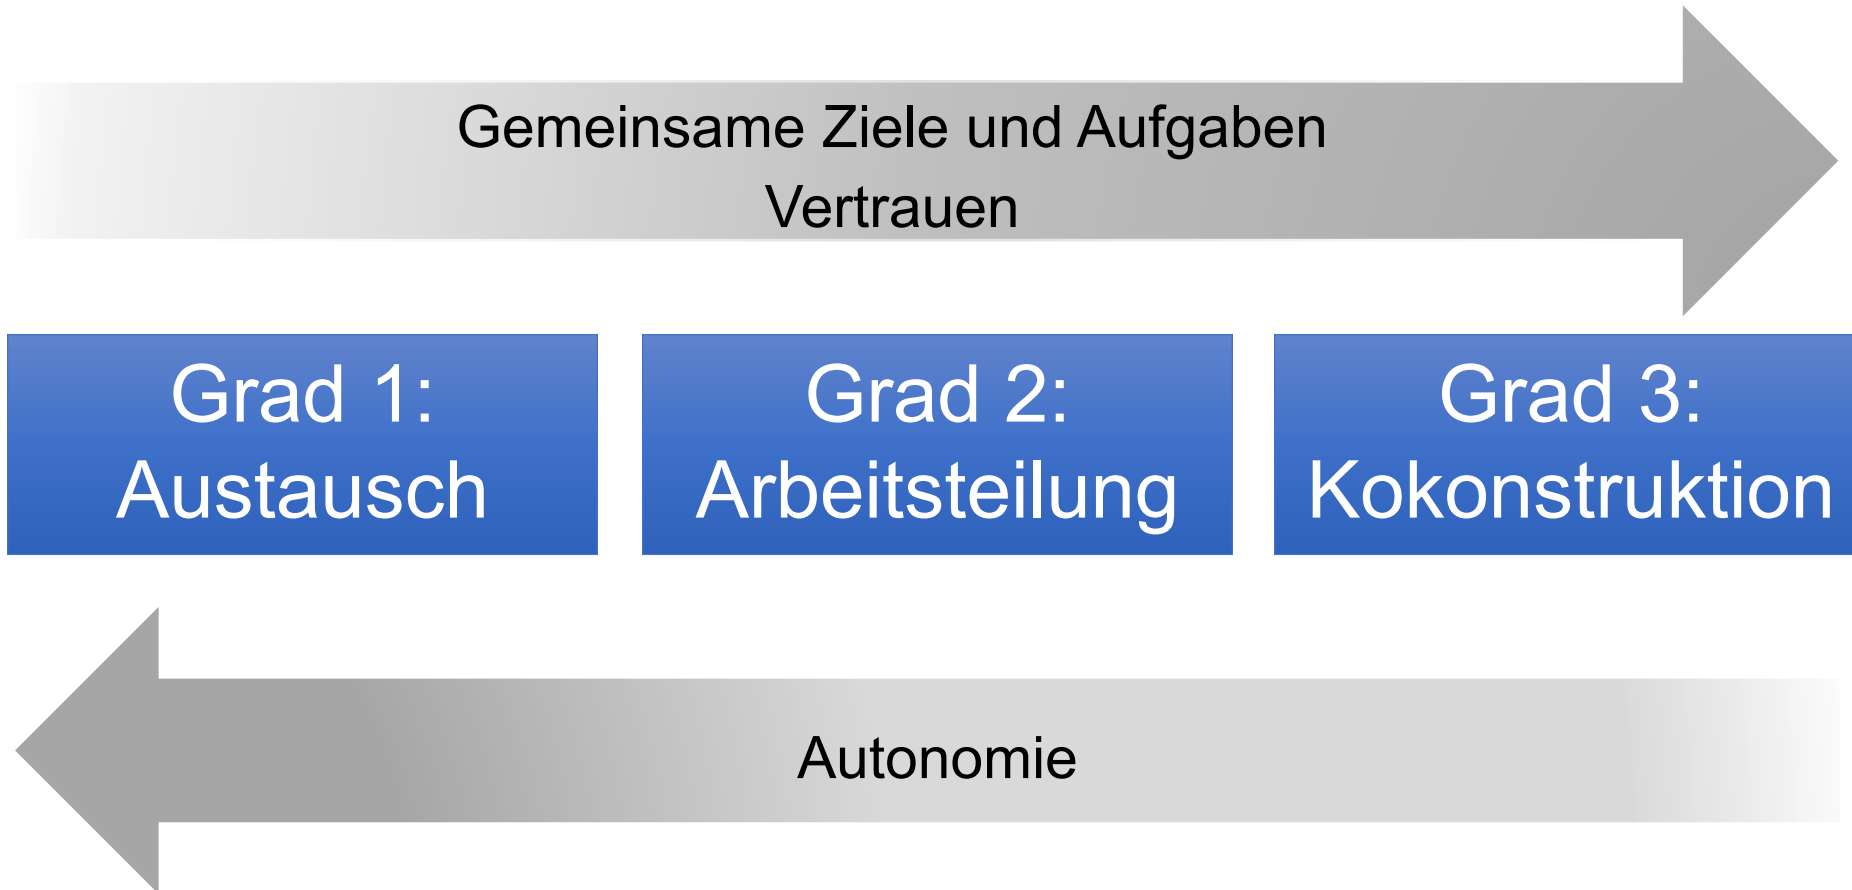 Gemeinsame Ziele und Aufgaben
Vertrauen
Grad 1:
Austausch
Grad 2:
Arbeitsteilung
Grad 3:
Kokonstruktion
Autonomie